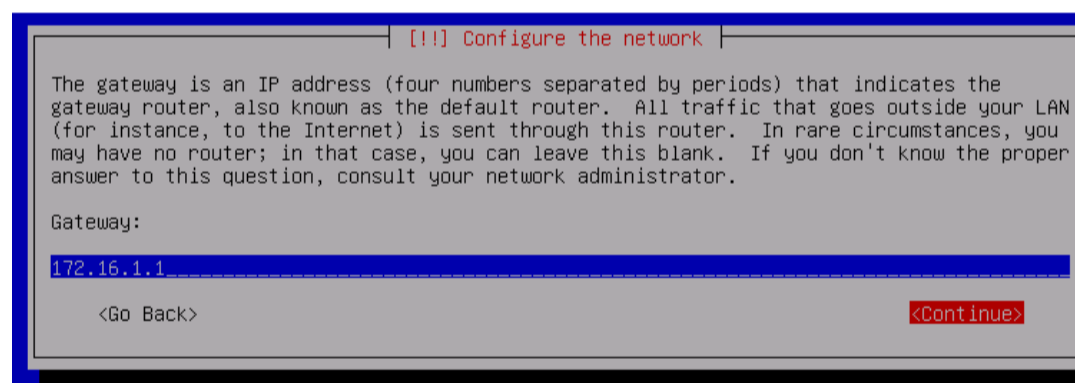 [!!] Configure the network
The gateway is an IP address (four numbers separated by periods) that indicates the
gateway router, also known as the default router.  All traffic that goes outside your LAN
(for instance, to the Internet) is sent through this router.  In rare circumstances, you
may have no router; in that case, you can leave this blank.  If you don't know the proper
answer to this question, consult your network administrator.
Gateway:
172.16.1.1
<Go Back> <Continue>